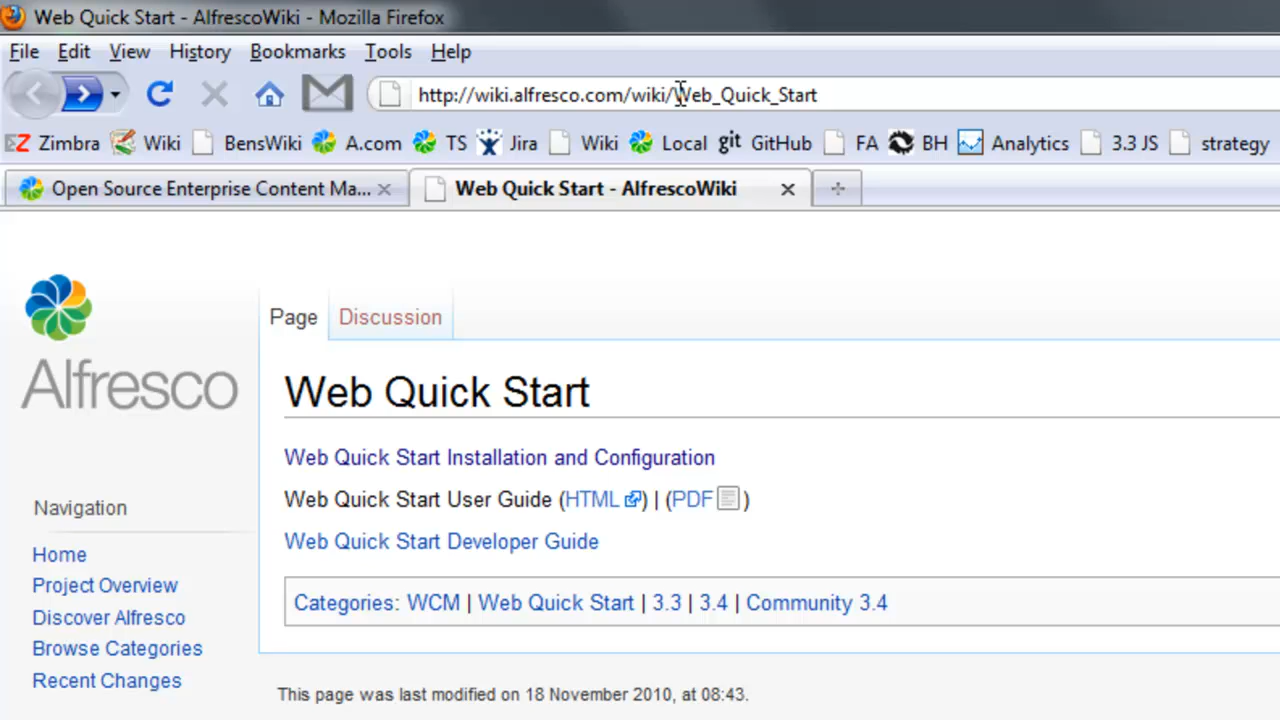 Web Quick Start - AlfrescoWiki - Mozilla Firefox
File Edit View History Bookmarks Tools Help
http://wiki.alfresco.com/wiki/Web_Quick_Start
Zimbra Wiki BensWiki A.com TS Jira Wiki Local git GitHub FA BH Analytics 3.3 JS strategy
Open Source Enterprise Content Ma... Web Quick Start - AlfrescoWiki
Page Discussion
Alfresco
Web Quick Start
Web Quick Start Installation and Configuration
Web Quick Start User Guide (HTML) | (PDF)
Web Quick Start Developer Guide
Categories: WCM | Web Quick Start | 3.3 | 3.4 | Community 3.4
Navigation
Home
Project Overview
Discover Alfresco
Browse Categories
Recent Changes
This page was last modified on 18 November 2010, at 08:43.